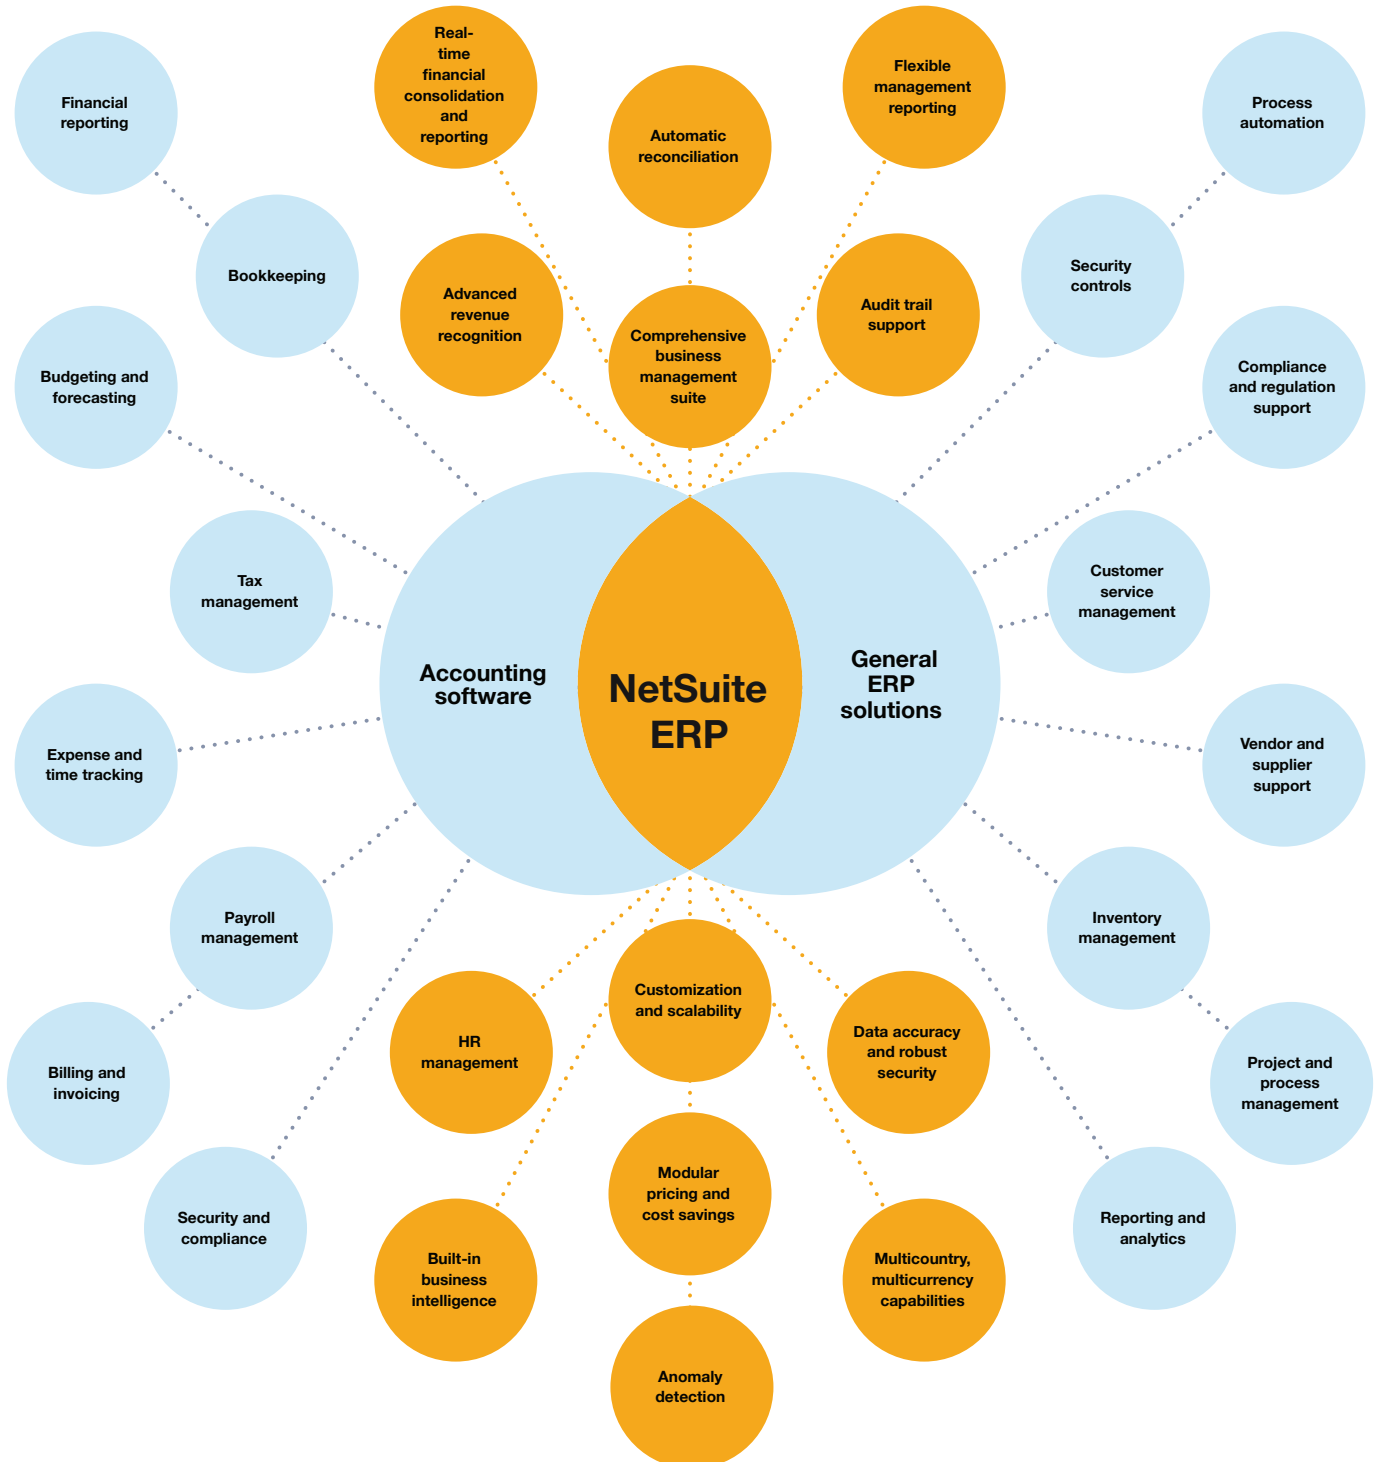 Real-
time
financial
consolidation
and
reporting
Flexible
management
reporting
Financial
reporting
Process
automation
Automatic
reconciliation
Bookkeeping
Security
controls
Advanced
revenue
recognition
Audit trail
support
Comprehensive
business
management
suite
Budgeting and
forecasting
Compliance
and regulation
support
Tax
management
Customer
service
management
Accounting
software
NetSuite
ERP
General
ERP
solutions
Expense and
time tracking
Vendor and
supplier
support
Payroll
management
Inventory
management
Customization
and scalability
HR
management
Data accuracy
and robust
security
Billing and
invoicing
Project and
process
management
Modular
pricing and
cost savings
Security and
compliance
Reporting and
analytics
Built-in
business
intelligence
Multicountry,
multicurrency
capabilities
Anomaly
detection